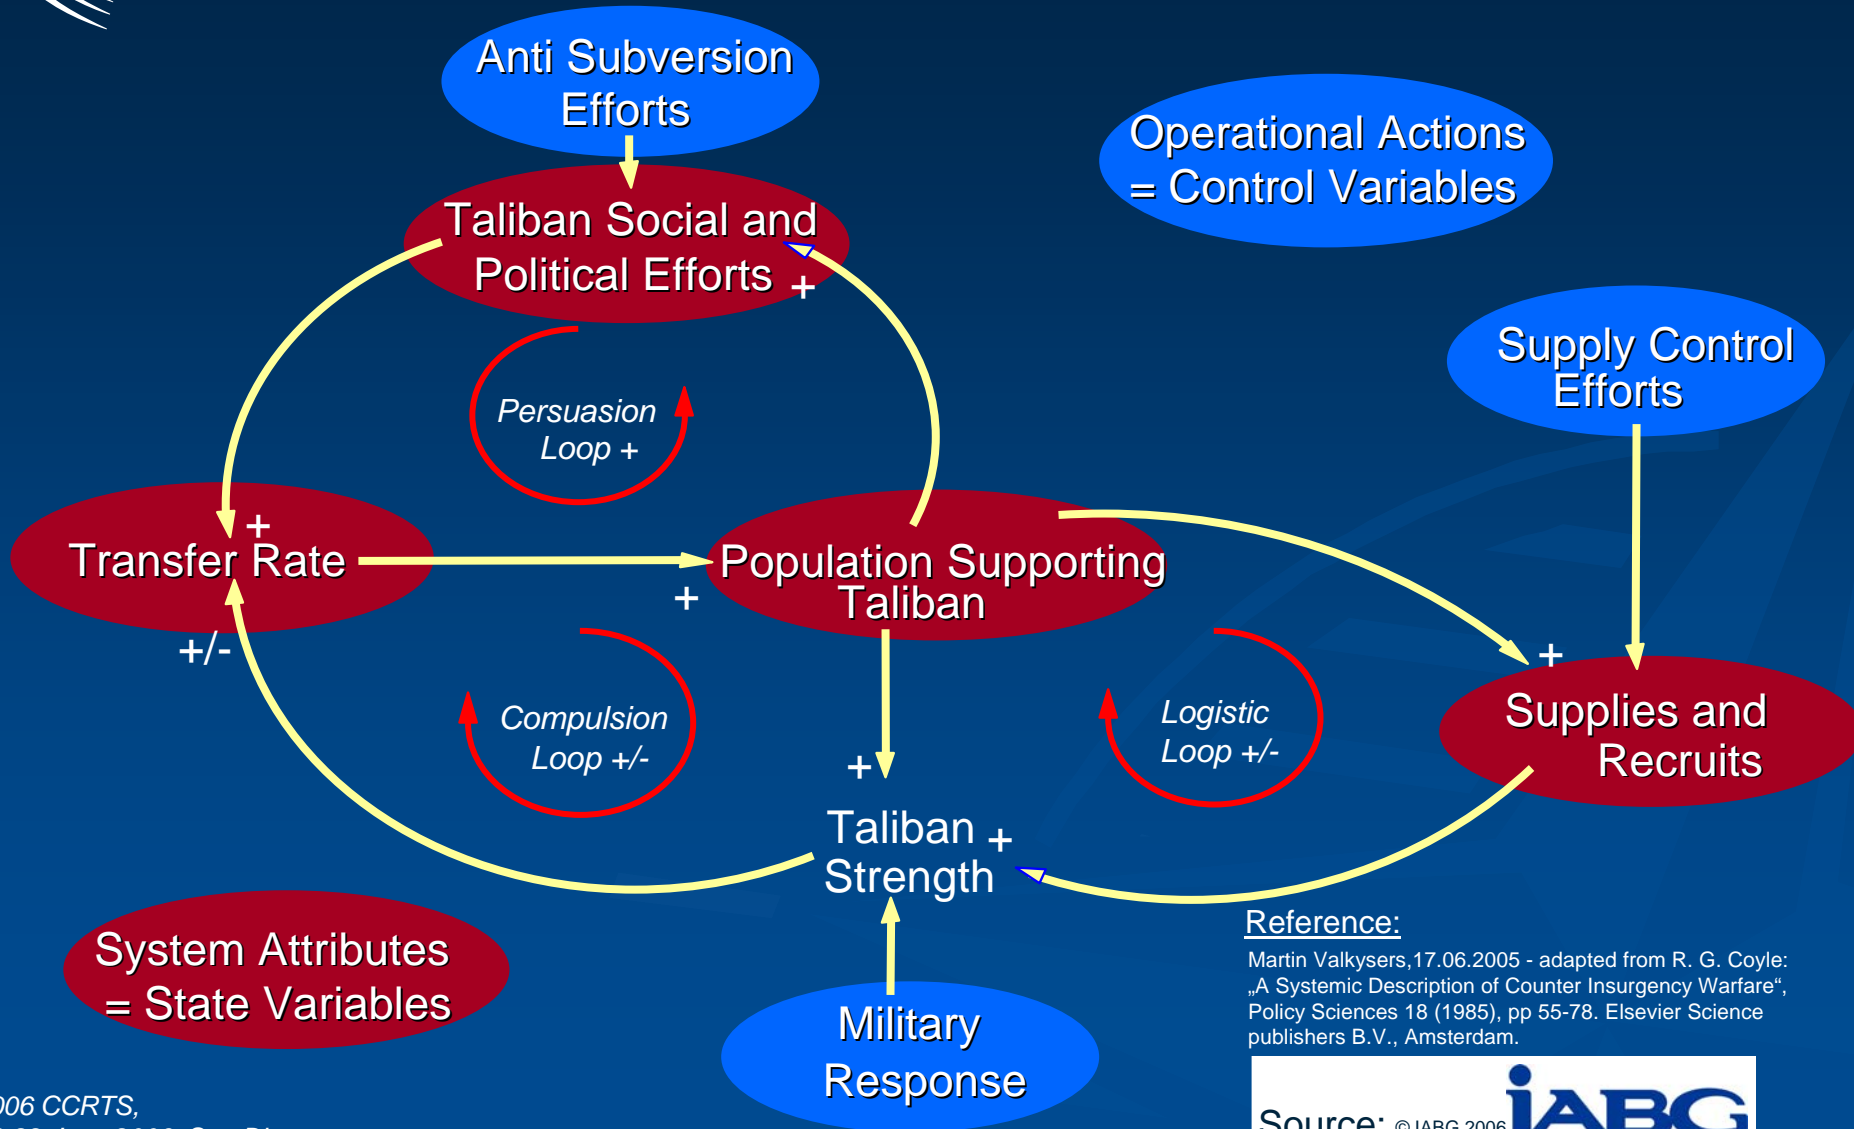 Anti Subversion
Efforts
Operational Actions
= Control Variables
Taliban Social and
Political Efforts +
Supply Control
Efforts
Persuasion
Loop +
+
Transfer Rate
+
Population Supporting
Taliban
+/-
+
Compulsion
Loop +/-
Logistic
Loop +/-
Supplies and
Recruits
+
Taliban +
Strength
System Attributes
= State Variables
Military
Response
Reference:
Martin Valkysers,17.06.2005 - adapted from R. G. Coyle:
„A Systemic Description of Counter Insurgency Warfare“,
Policy Sciences 18 (1985), pp 55-78. Elsevier Science
publishers B.V., Amsterdam.
006 CCRTS,
Source: © IABG 2006
iABG